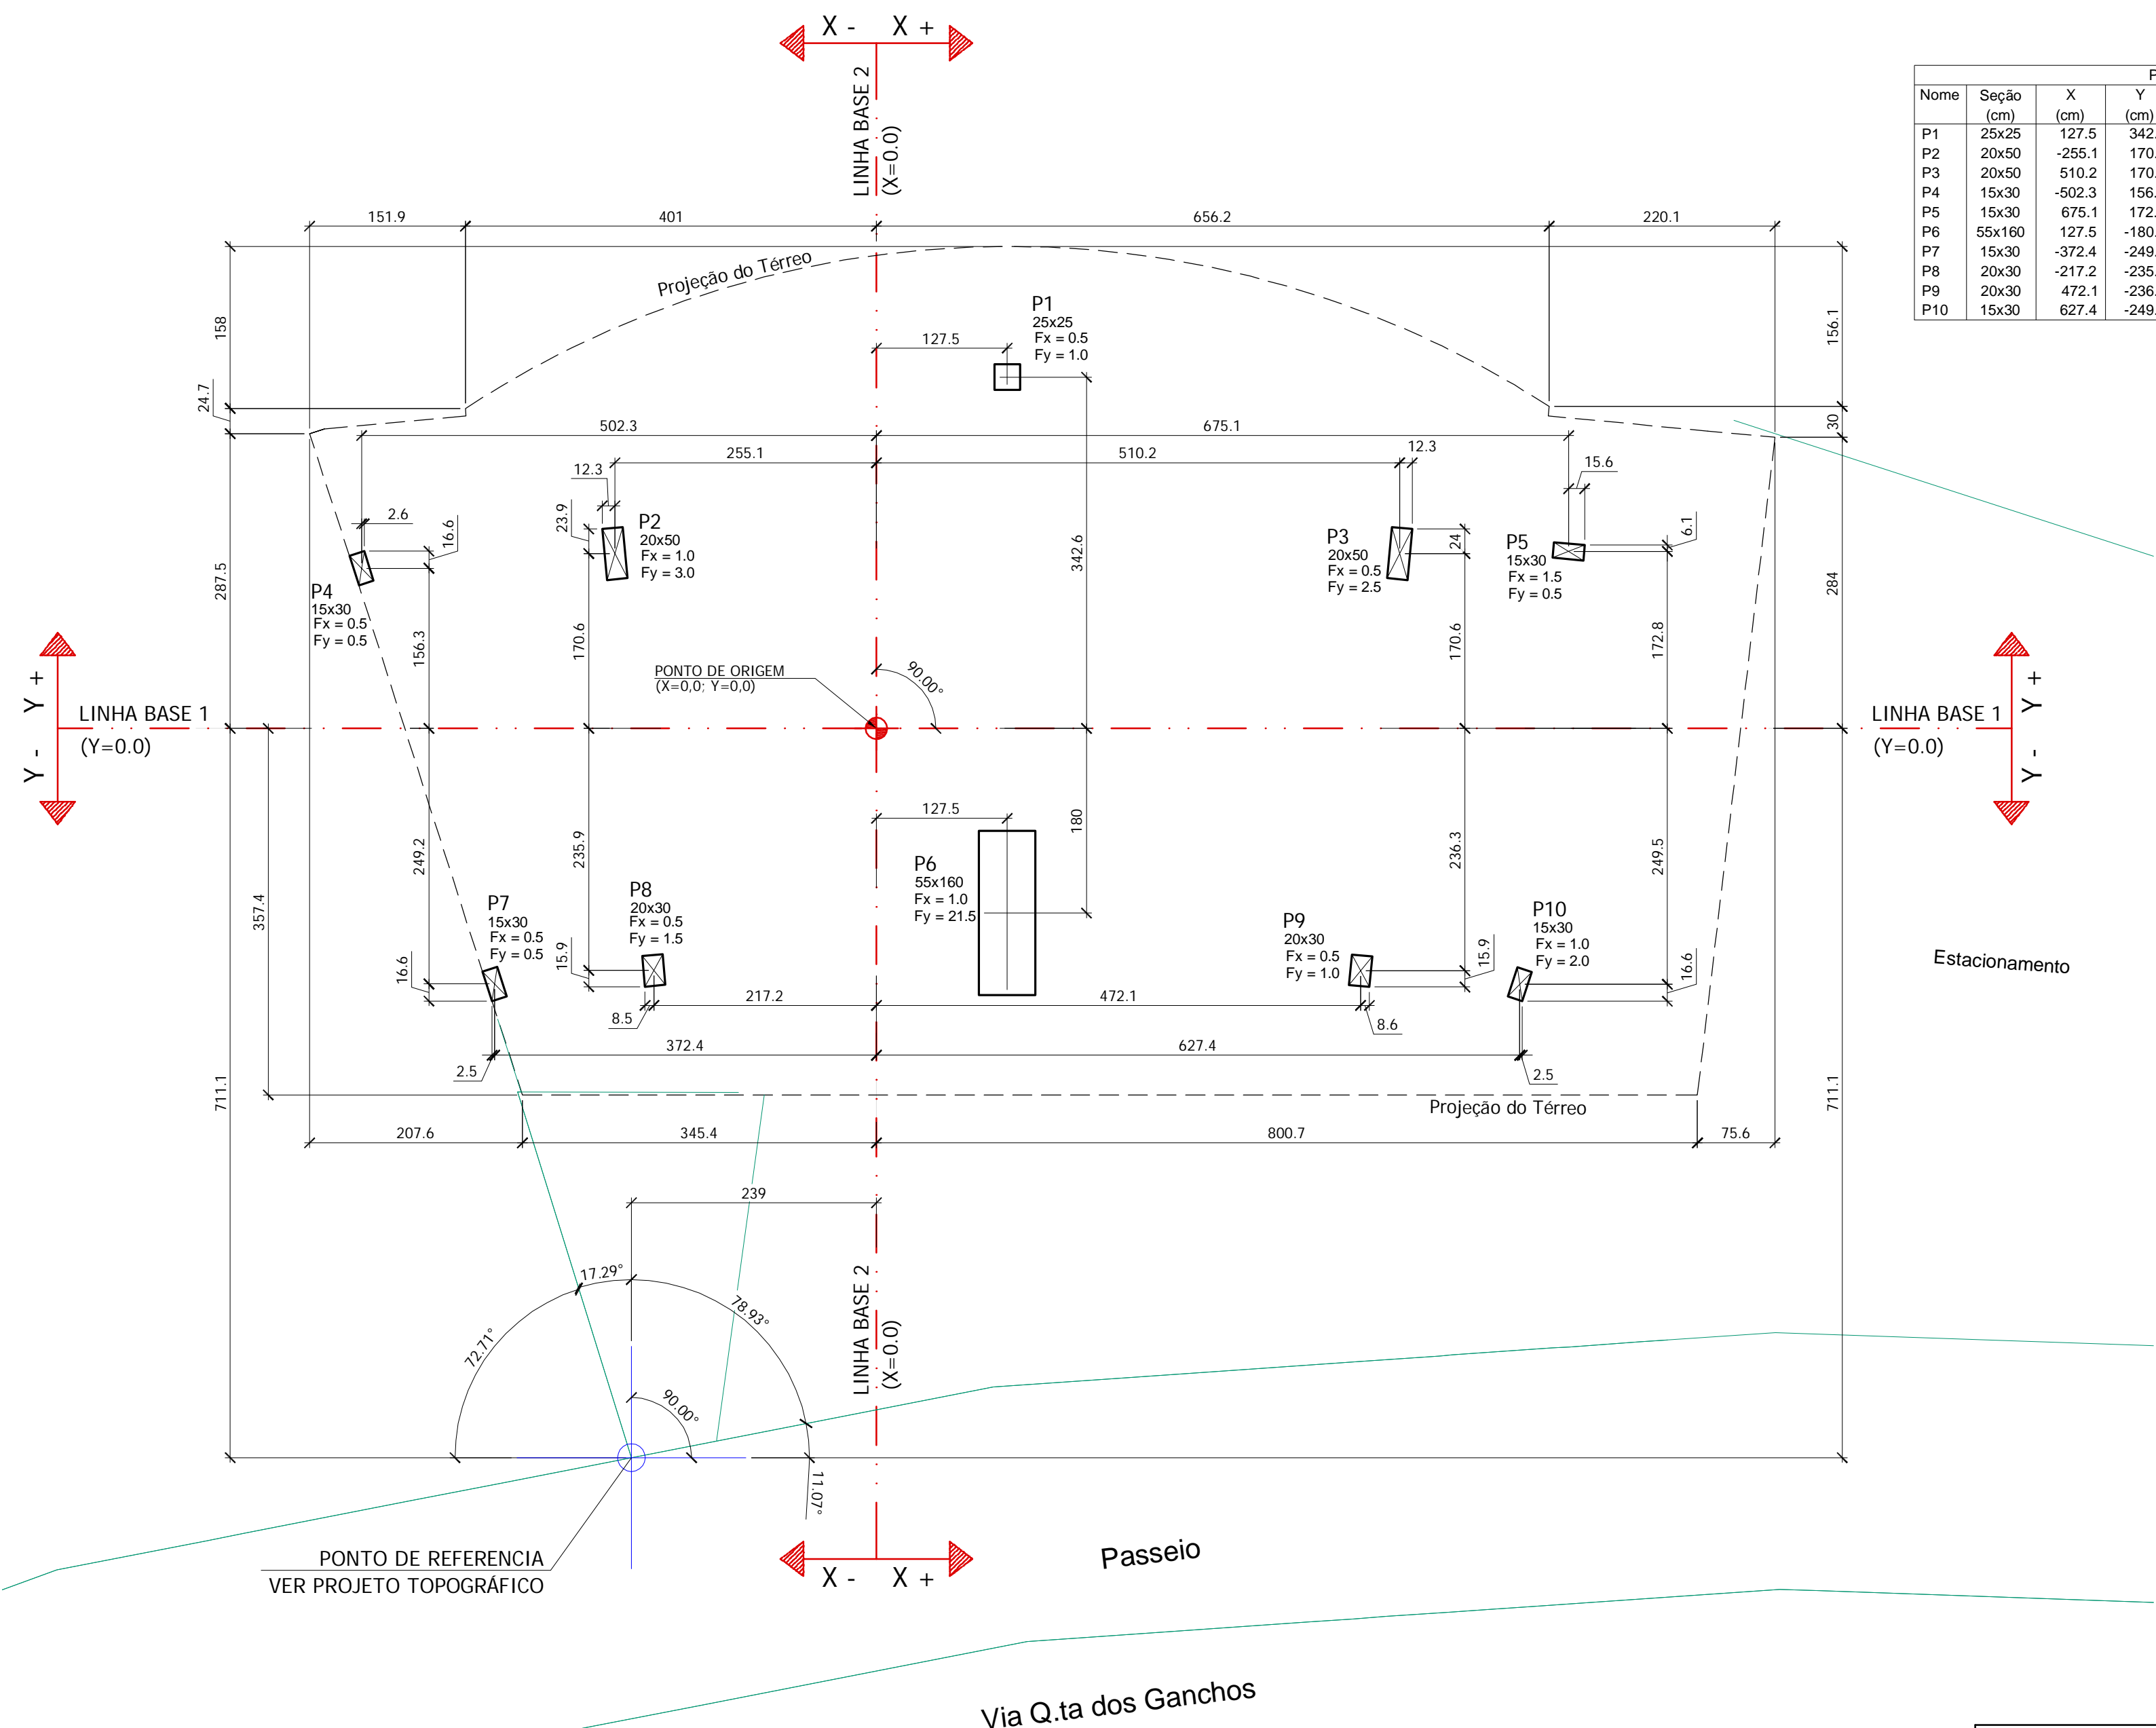 X - X +
LINHA BASE 2
(X=0.0)
P
Nome Seção X Y
(cm) (cm) (cm)
P1 25x25 127.5 342.
P2 20x50 -255.1 170.
P3 20x50 510.2 170.
P4 15x30 -502.3 156.
P5 15x30 675.1 172.
P6 55x160 127.5 -180.
P7 15x30 -372.4 -249.
P8 20x30 -217.2 -235.
P9 20x30 472.1 -236.
P10 15x30 627.4 -249.
151.9 401 656.2 220.1
Projeção do Térreo
158
24.7
287.5
711.1
357.4
156.1
30
284
711.1
P1
25x25
Fx = 0.5
Fy = 1.0
127.5
502.3 675.1
255.1 510.2
12.3 12.3
15.6
2.6
16.6
23.9
24
6.1
342.6
P2
20x50
Fx = 1.0
Fy = 3.0
P3
20x50
Fx = 0.5
Fy = 2.5
P5
15x30
Fx = 1.5
Fy = 0.5
P4
15x30
Fx = 0.5
Fy = 0.5
156.3
170.6
170.6
172.8
PONTO DE ORIGEM
(X=0,0; Y=0,0)
90.00°
Y - Y +
LINHA BASE 1
(Y=0.0)
LINHA BASE 1
(Y=0.0)
Y - Y +
249.2
235.9
127.5
180
236.3
249.5
P6
55x160
Fx = 1.0
Fy = 21.5
P7
15x30
Fx = 0.5
Fy = 0.5
P8
20x30
Fx = 0.5
Fy = 1.5
P9
20x30
Fx = 0.5
Fy = 1.0
P10
15x30
Fx = 1.0
Fy = 2.0
16.6
15.9
15.9
16.6
Estacionamento
217.2 472.1
8.5 8.6
372.4 627.4
2.5 2.5
Projeção do Térreo
207.6 345.4 800.7 75.6
239
17.29°
78.93°
72.71°
90.00°
11.07°
LINHA BASE 2
(X=0.0)
PONTO DE REFERENCIA
VER PROJETO TOPOGRÁFICO
X - X +
Passeio
Via Q.ta dos Ganchos